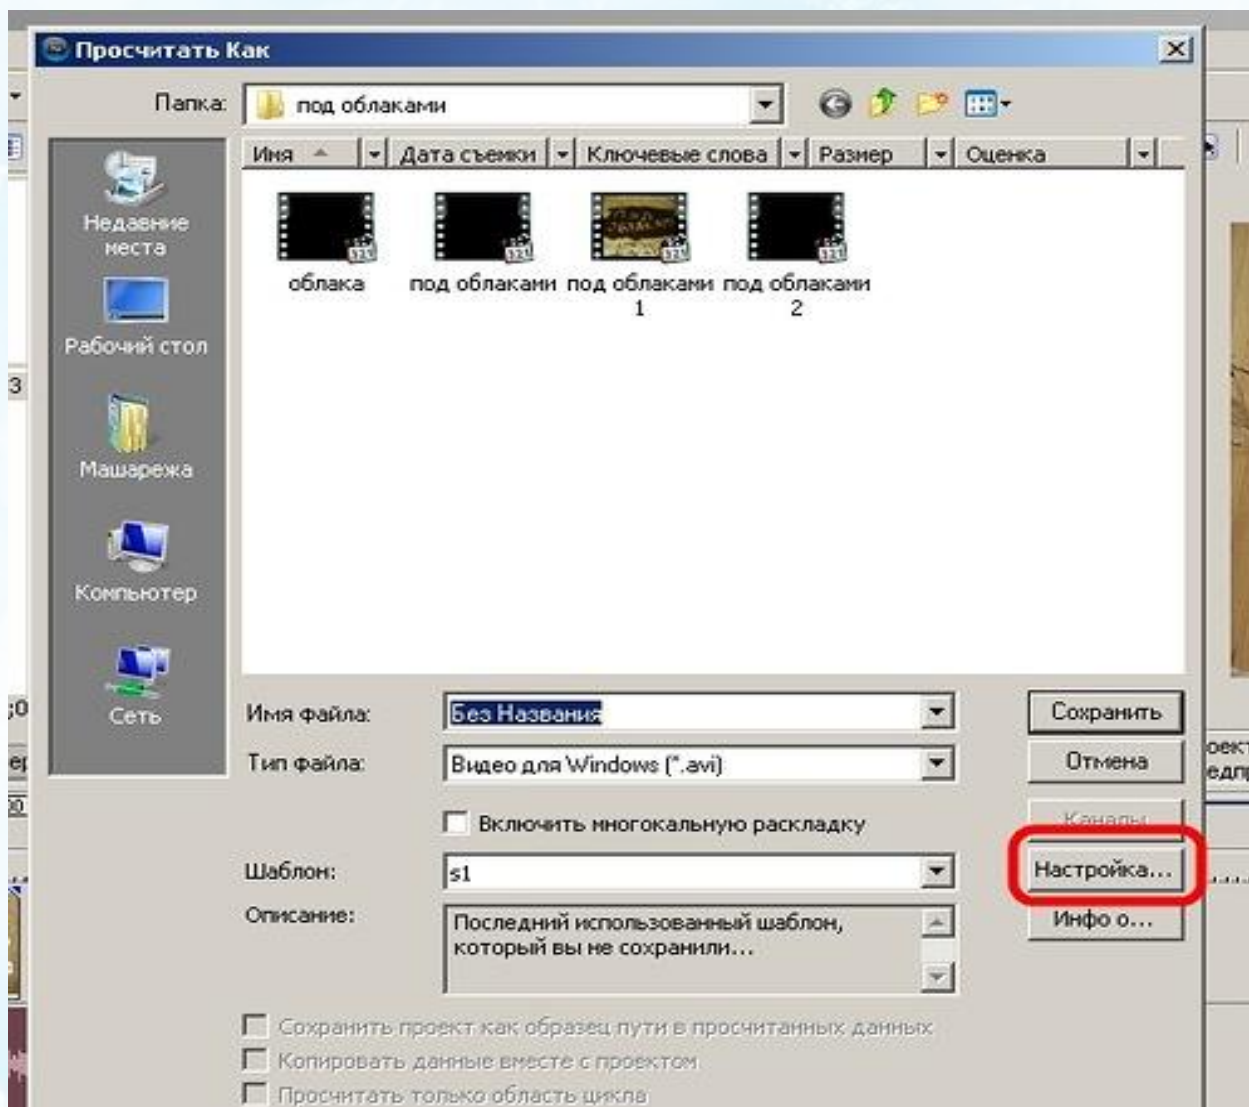 Просчитать Как
Папка: под облаками
Имя Дата съемки Ключевые слова Размер Оценка
Недавние места
облака
под облаками
под облаками 1
под облаками 2
Рабочий стол
3
Машарежа
Компьютер
Сеть
;0
Имя файла: Без Названия Сохранить
Тип файла: Видео для Windows (*.avi) Отмена
Включить многокальную раскладку Каналы
Шаблон: s1 Настройка...
Описание: Последний использованный шаблон, Инфо о...
который вы не сохранили...
Сохранить проект как образец пути в просчитанных данных
Копировать данные вместе с проектом
Просчитать только область цикла